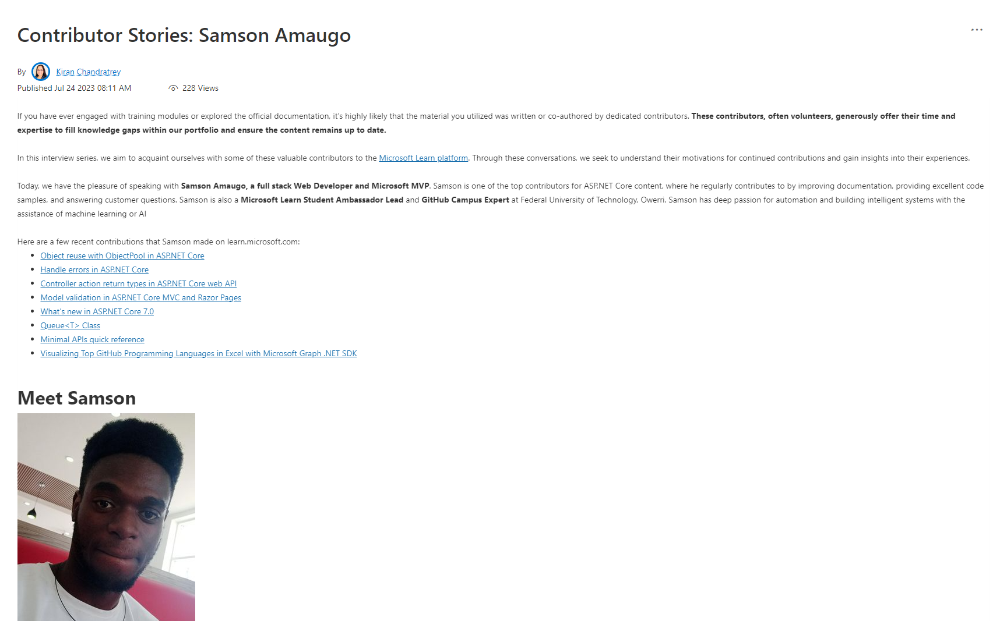 Contributor Stories: Samson Amaugo
By Kiran Chandratrey
Published Jul 24 2023 08:11 AM 228 Views
If you have ever engaged with training modules or explored the official documentation, it's highly likely that the material you utilized was written or co-authored by dedicated contributors. These contributors, often volunteers, generously offer their time and
expertise to fill knowledge gaps within our portfolio and ensure the content remains up to date.
In this interview series, we aim to acquaint ourselves with some of these valuable contributors to the Microsoft Learn platform. Through these conversations, we seek to understand their motivations for continued contributions and gain insights into their experiences.
Today, we have the pleasure of speaking with Samson Amaugo, a full stack Web Developer and Microsoft MVP. Samson is one of the top contributors for ASP.NET Core content, where he regularly contributes to by improving documentation, providing excellent code
samples, and answering customer questions. Samson is also a Microsoft Learn Student Ambassador Lead and GitHub Campus Expert at Federal University of Technology, Owerri. Samson has deep passion for automation and building intelligent systems with the
assistance of machine learning or AI
Here are a few recent contributions that Samson made on learn.microsoft.com:
• Object reuse with ObjectPool in ASP.NET Core
• Handle errors in ASP.NET Core
• Controller action return types in ASP.NET Core web API
• Model validation in ASP.NET Core MVC and Razor Pages
• What's new in ASP.NET Core 7.0
• Queue<T> Class
• Minimal APIs quick reference
• Visualizing Top GitHub Programming Languages in Excel with Microsoft Graph .NET SDK
Meet Samson